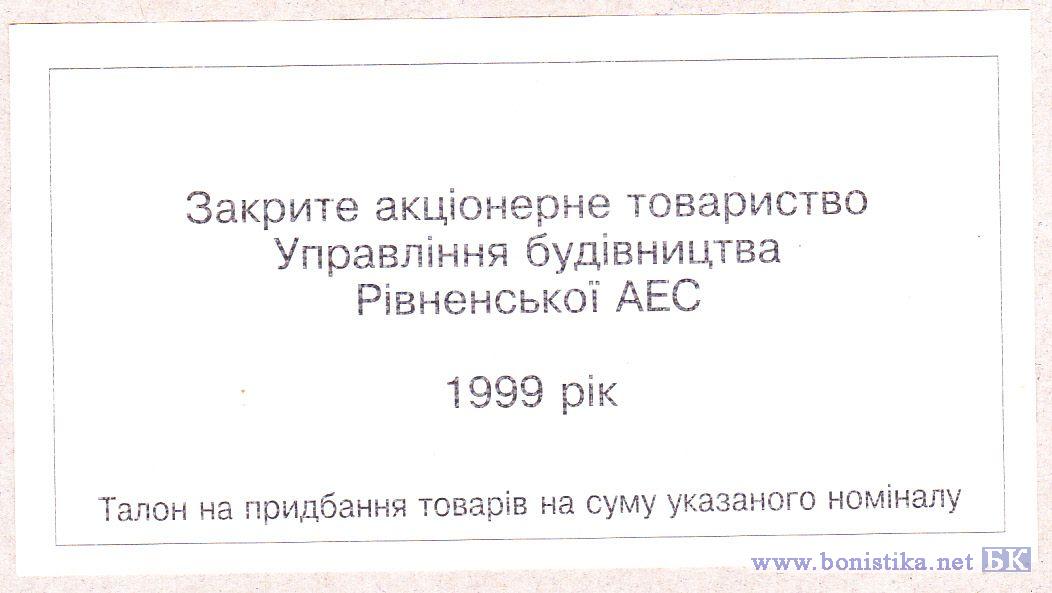 Закрите акціонерне товариство
Управління будівництва
Рівненської АЕС
1999 рік
Талон на придбання товарів на суму указаного номіналу
www.bonistika.net БК